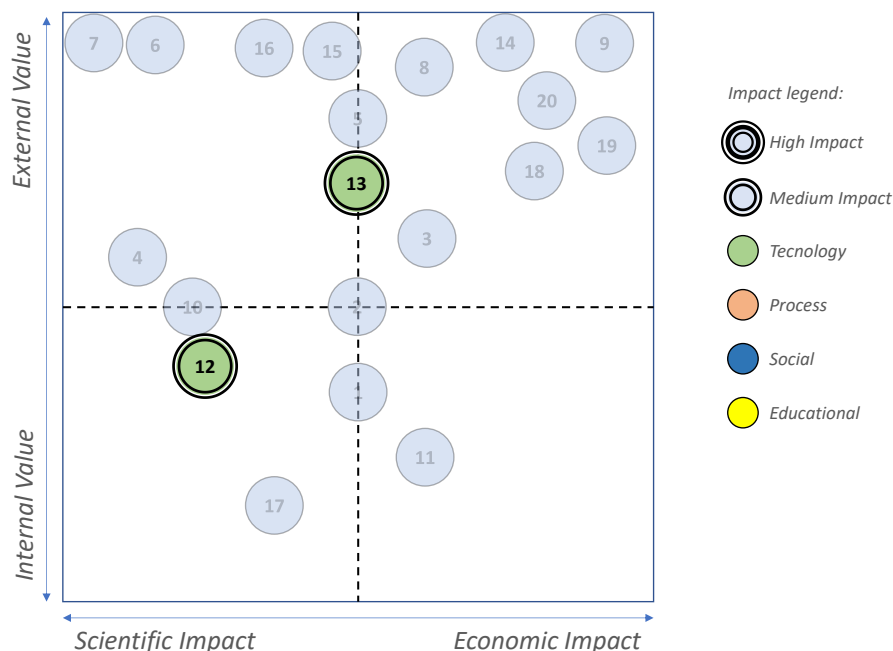 7
6
16
15
14
9
8
20
5
19
18
13
3
4
10
2
12
1
11
17
External Value
Internal Value
Scientific Impact
Economic Impact
Impact legend:
High Impact
Medium Impact
Tecnology
Process
Social
Educational